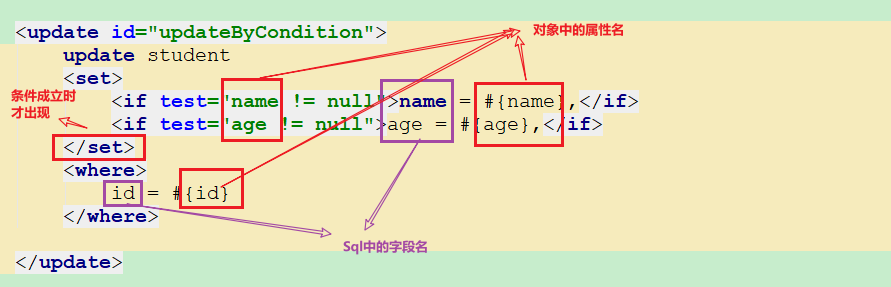 <update id="updateByCondition">
对象中的属性名
update student
<set>
条件成立时
才出现
<if test="name != null">name = #{name},</if>
<if test="age != null">age = #{age},</if>
</set>
<where>
id = #{id}
</where>
Sql中的字段名
</update>